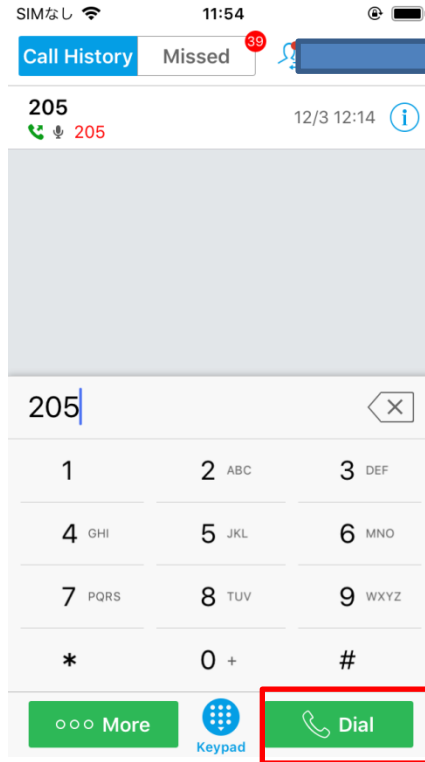 SIMなし 11:54
Call History Missed 39
205 12/3 12:14 i
205
205
1 2 ABC 3 DEF
4 GHI 5 JKL 6 MNO
7 PQRS 8 TUV 9 WXYZ
* 0 + #
ooo More Keypad Dial